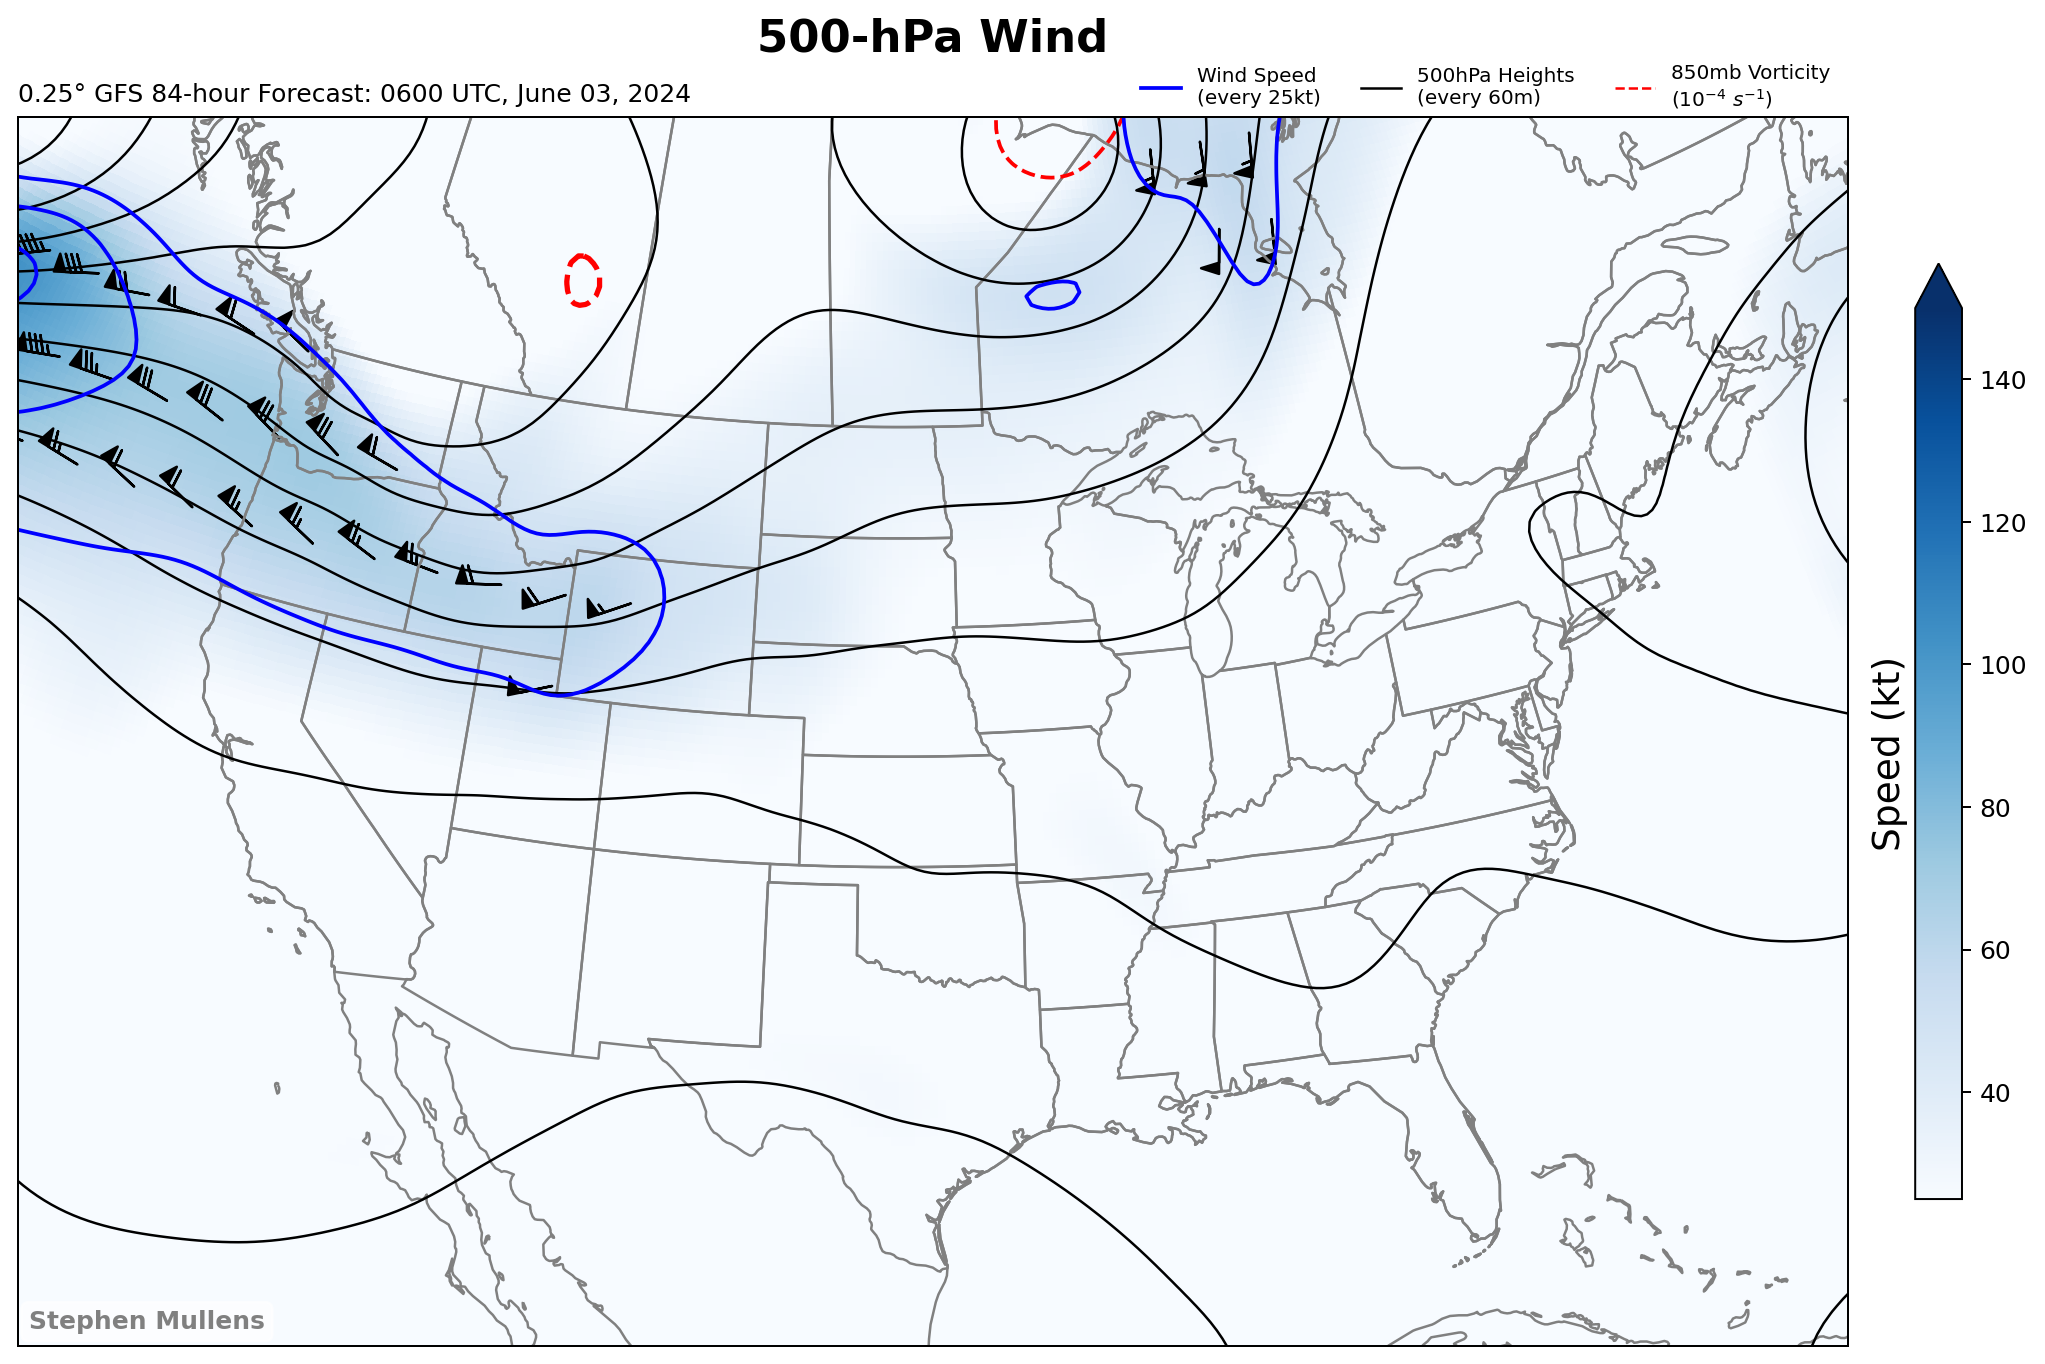 500-hPa Wind
0.25° GFS 84-hour Forecast: 0600 UTC, June 03, 2024
Wind Speed
(every 25kt)
500hPa Heights
(every 60m)
850mb Vorticity
(10⁻⁴ s⁻¹)
140
120
100
80
60
40
Speed (kt)
Stephen Mullens